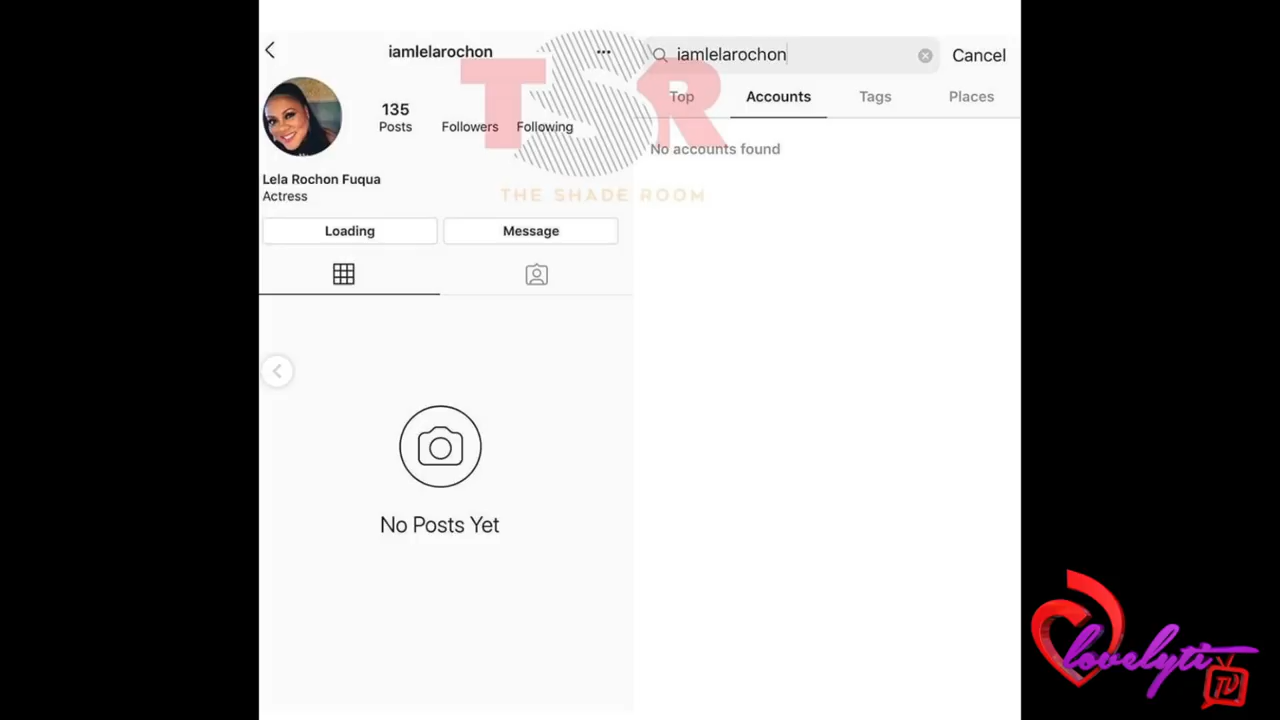 iamlelarochon
...
135
Posts
Followers
Following
Lela Rochon Fuqua
Actress
Loading
Message
No Posts Yet
iamlelarochon
Cancel
Top
Accounts
Tags
Places
No accounts found
TSR
THE SHADE ROOM
lovelyti
TV